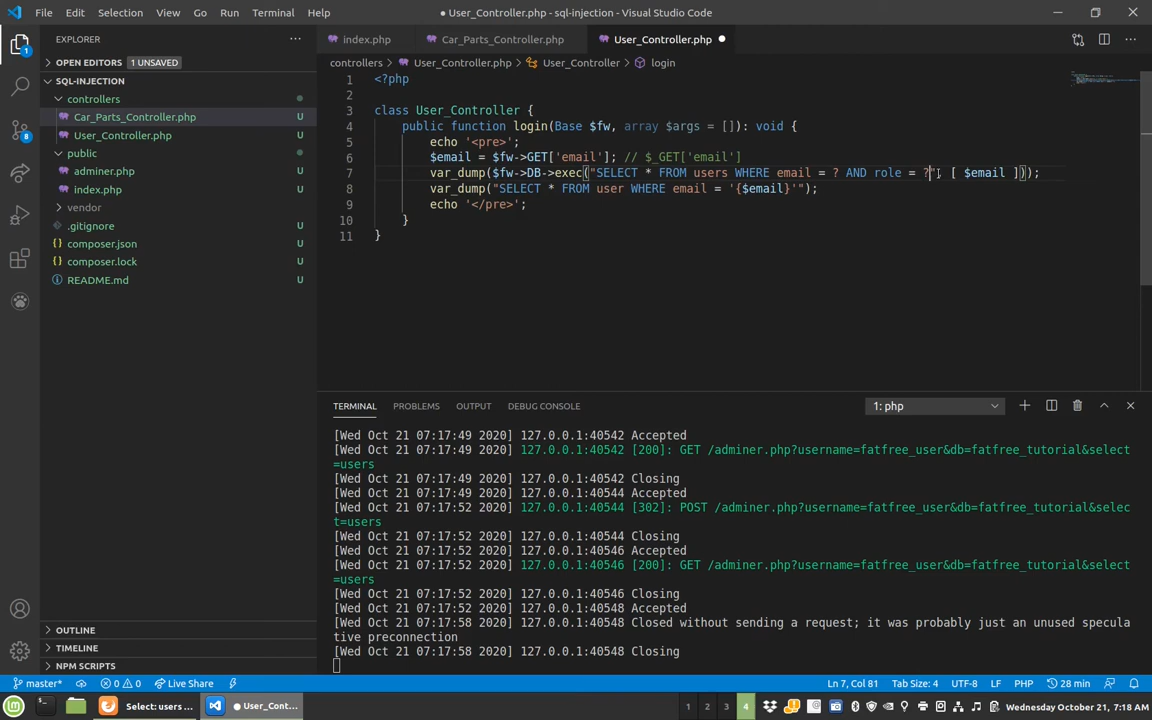 File Edit Selection View Go Run Terminal Help
● User_Controller.php - sql-injection - Visual Studio Code
EXPLORER
index.php
Car_Parts_Controller.php
User_Controller.php ●
OPEN EDITORS 1 UNSAVED
controllers > User_Controller.php > User_Controller > login
SQL-INJECTION
controllers
Car_Parts_Controller.php U
User_Controller.php U
public
adminer.php U
index.php U
vendor
.gitignore U
composer.json U
composer.lock U
README.md U
1 <?php
2
3 class User_Controller {
4 public function login(Base $fw, array $args = []): void {
5 echo '<pre>';
6 $email = $fw->GET['email']; // $_GET['email']
7 var_dump($fw->DB->exec("SELECT * FROM users WHERE email = ? AND role = ?", [ $email ]));
8 var_dump("SELECT * FROM user WHERE email = '{$email}'");
9 echo '</pre>';
10 }
11 }
TERMINAL PROBLEMS OUTPUT DEBUG CONSOLE
1: php
[Wed Oct 21 07:17:49 2020] 127.0.0.1:40542 Accepted
[Wed Oct 21 07:17:49 2020] 127.0.0.1:40542 [200]: GET /adminer.php?username=fatfree_user&db=fatfree_tutorial&select
=users
[Wed Oct 21 07:17:49 2020] 127.0.0.1:40542 Closing
[Wed Oct 21 07:17:49 2020] 127.0.0.1:40544 Accepted
[Wed Oct 21 07:17:52 2020] 127.0.0.1:40544 [302]: POST /adminer.php?username=fatfree_user&db=fatfree_tutorial&selec
t=users
[Wed Oct 21 07:17:52 2020] 127.0.0.1:40544 Closing
[Wed Oct 21 07:17:52 2020] 127.0.0.1:40546 Accepted
[Wed Oct 21 07:17:52 2020] 127.0.0.1:40546 [200]: GET /adminer.php?username=fatfree_user&db=fatfree_tutorial&select
=users
[Wed Oct 21 07:17:52 2020] 127.0.0.1:40546 Closing
[Wed Oct 21 07:17:52 2020] 127.0.0.1:40548 Accepted
[Wed Oct 21 07:17:58 2020] 127.0.0.1:40548 Closed without sending a request; it was probably just an unused specula
tive preconnection
[Wed Oct 21 07:17:58 2020] 127.0.0.1:40548 Closing
OUTLINE
TIMELINE
NPM SCRIPTS
1
8
master* 0 0 Live Share
Ln 7, Col 81 Tab Size: 4 UTF-8 LF PHP 28 min
Select: users ...
● User_Cont...
1 2 3 4
Wednesday October 21, 7:18 AM